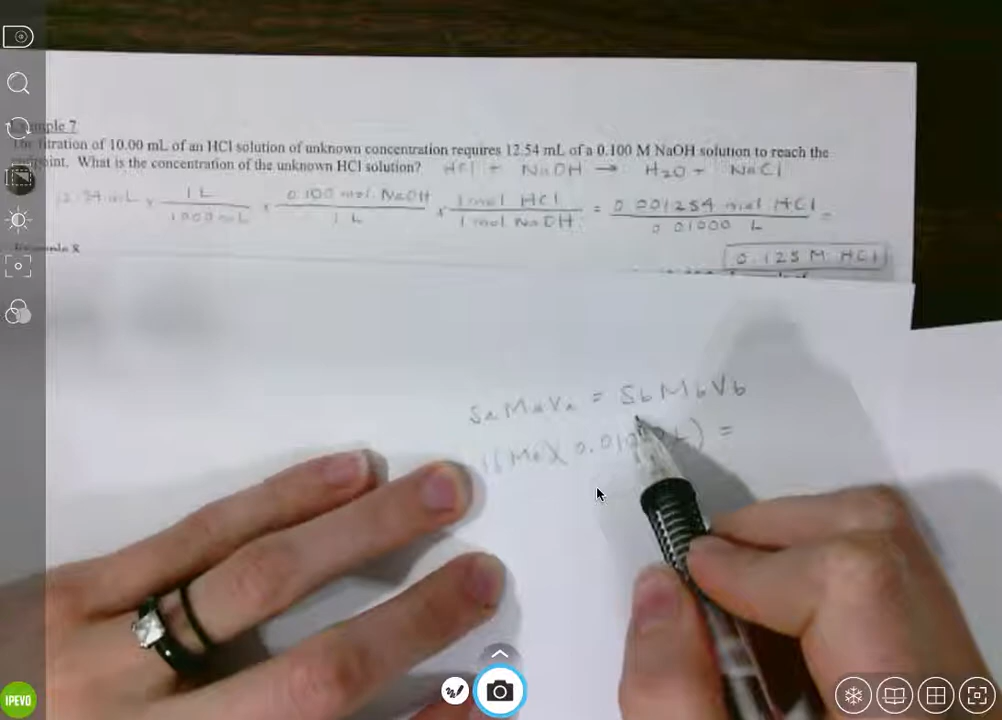 Example 7
The titration of 10.00 mL of an HCl solution of unknown concentration requires 12.54 mL of a 0.100 M NaOH solution to reach the
endpoint. What is the concentration of the unknown HCl solution? HCl + NaOH → H2O + NaCl
12.54 mL x 1 L / 1000 mL x 0.100 mol NaOH / 1 L x 1 mol HCl / 1 mol NaOH = 0.001254 mol HCl / 0.01000 L =
0.125 M HCl
Example 8
SaMaVa = SbMbVb
=
IPEVO